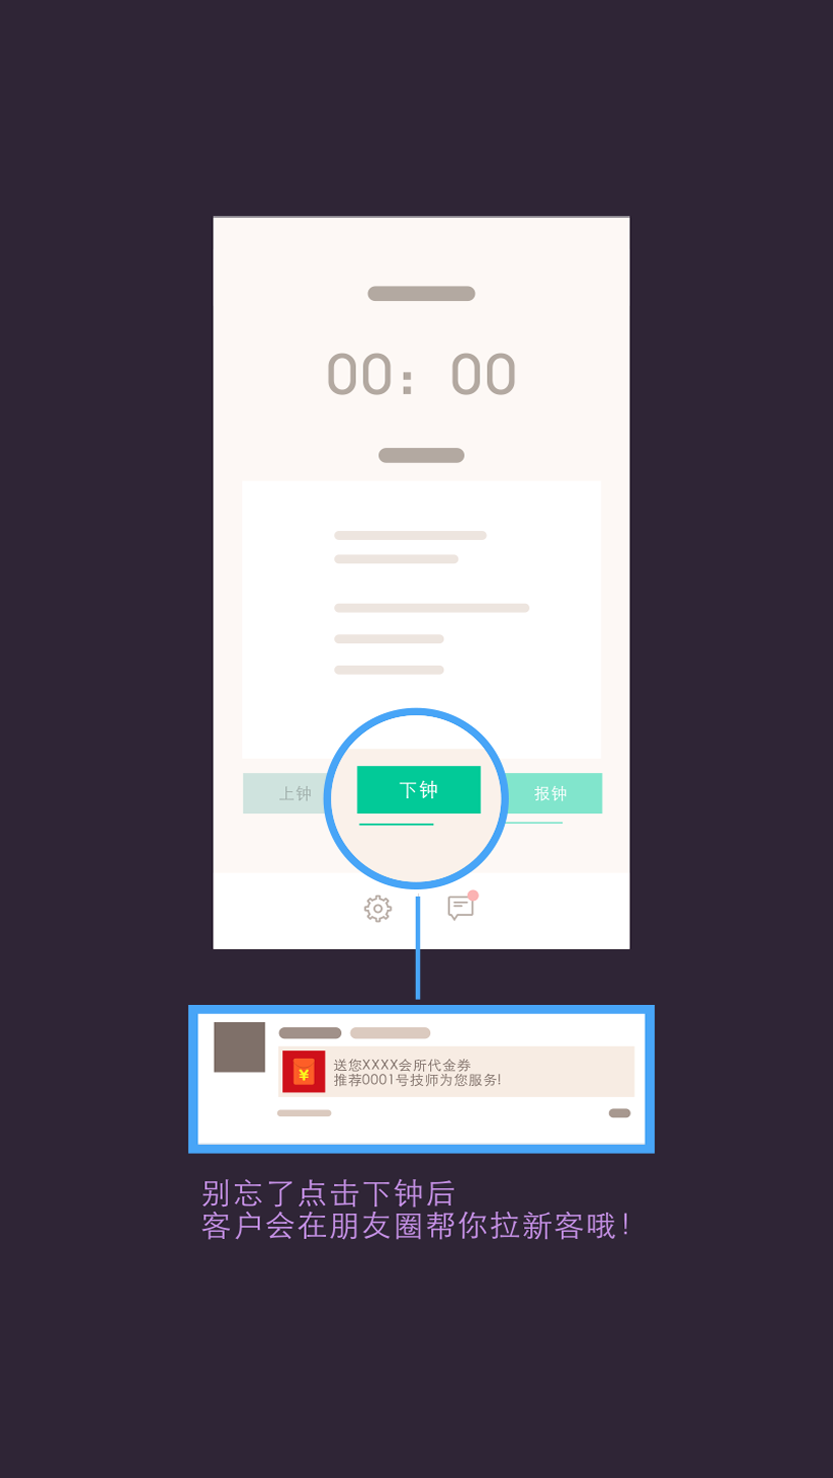 00: 00
上钟
下钟
报钟
送您XXXX会所代金券
推荐0001号技师为您服务!
别忘了点击下钟后
客户会在朋友圈帮你拉新客哦!